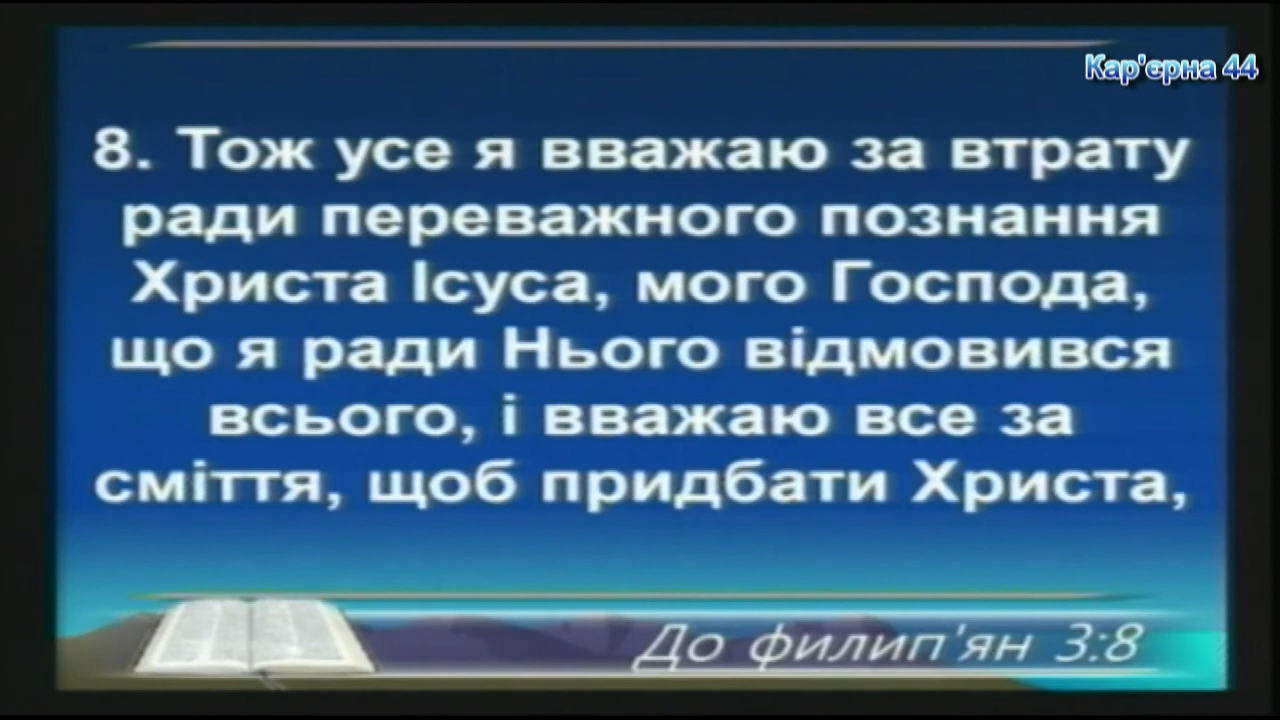 Кар'єрна 44
8. Тож усе я вважаю за втрату
ради переважного познання
Христа Ісуса, мого Господа,
що я ради Нього відмовився
всього, і вважаю все за
сміття, щоб придбати Христа,
До филип'ян 3:8